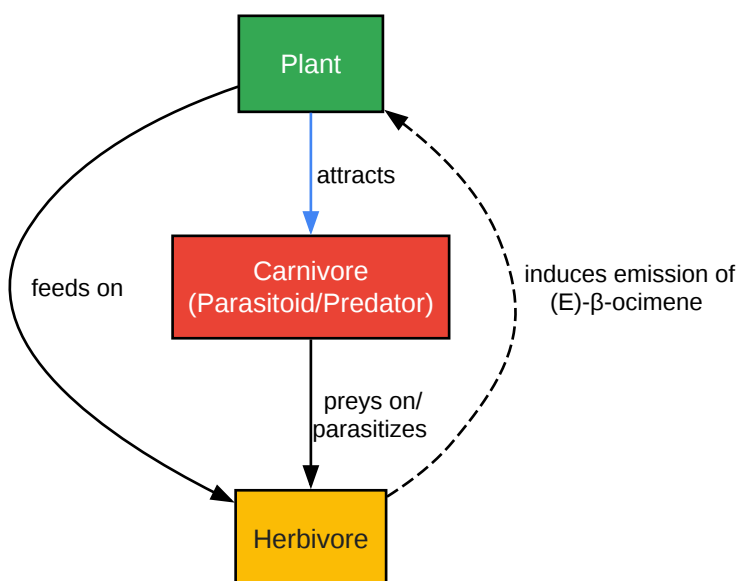 Plant
attracts
Carnivore
(Parasitoid/Predator)
feeds on
induces emission of
(E)-β-ocimene
preys on/
parasitizes
Herbivore